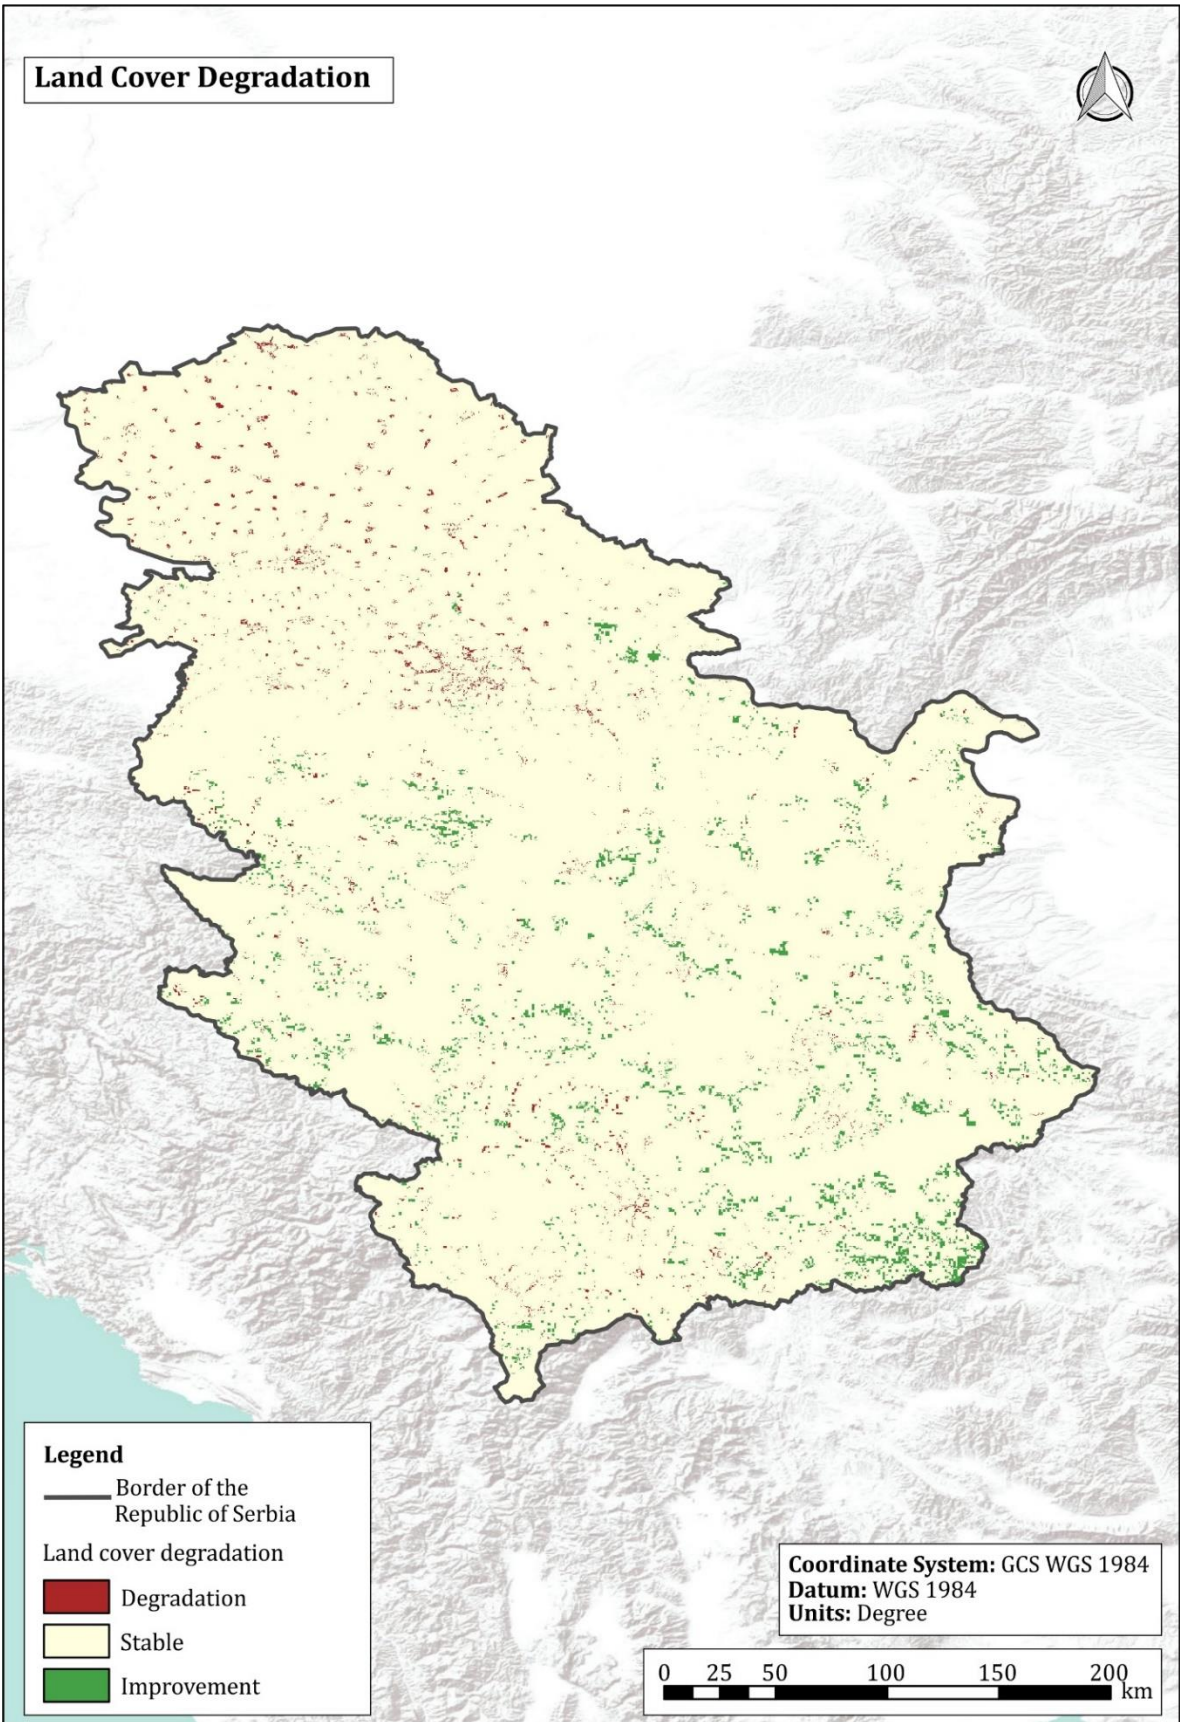 Land Cover Degradation
Legend
Border of the
Republic of Serbia
Land cover degradation
Degradation
Stable
Improvement
Coordinate System: GCS WGS 1984
Datum: WGS 1984
Units: Degree
0 25 50 100 150 200
km